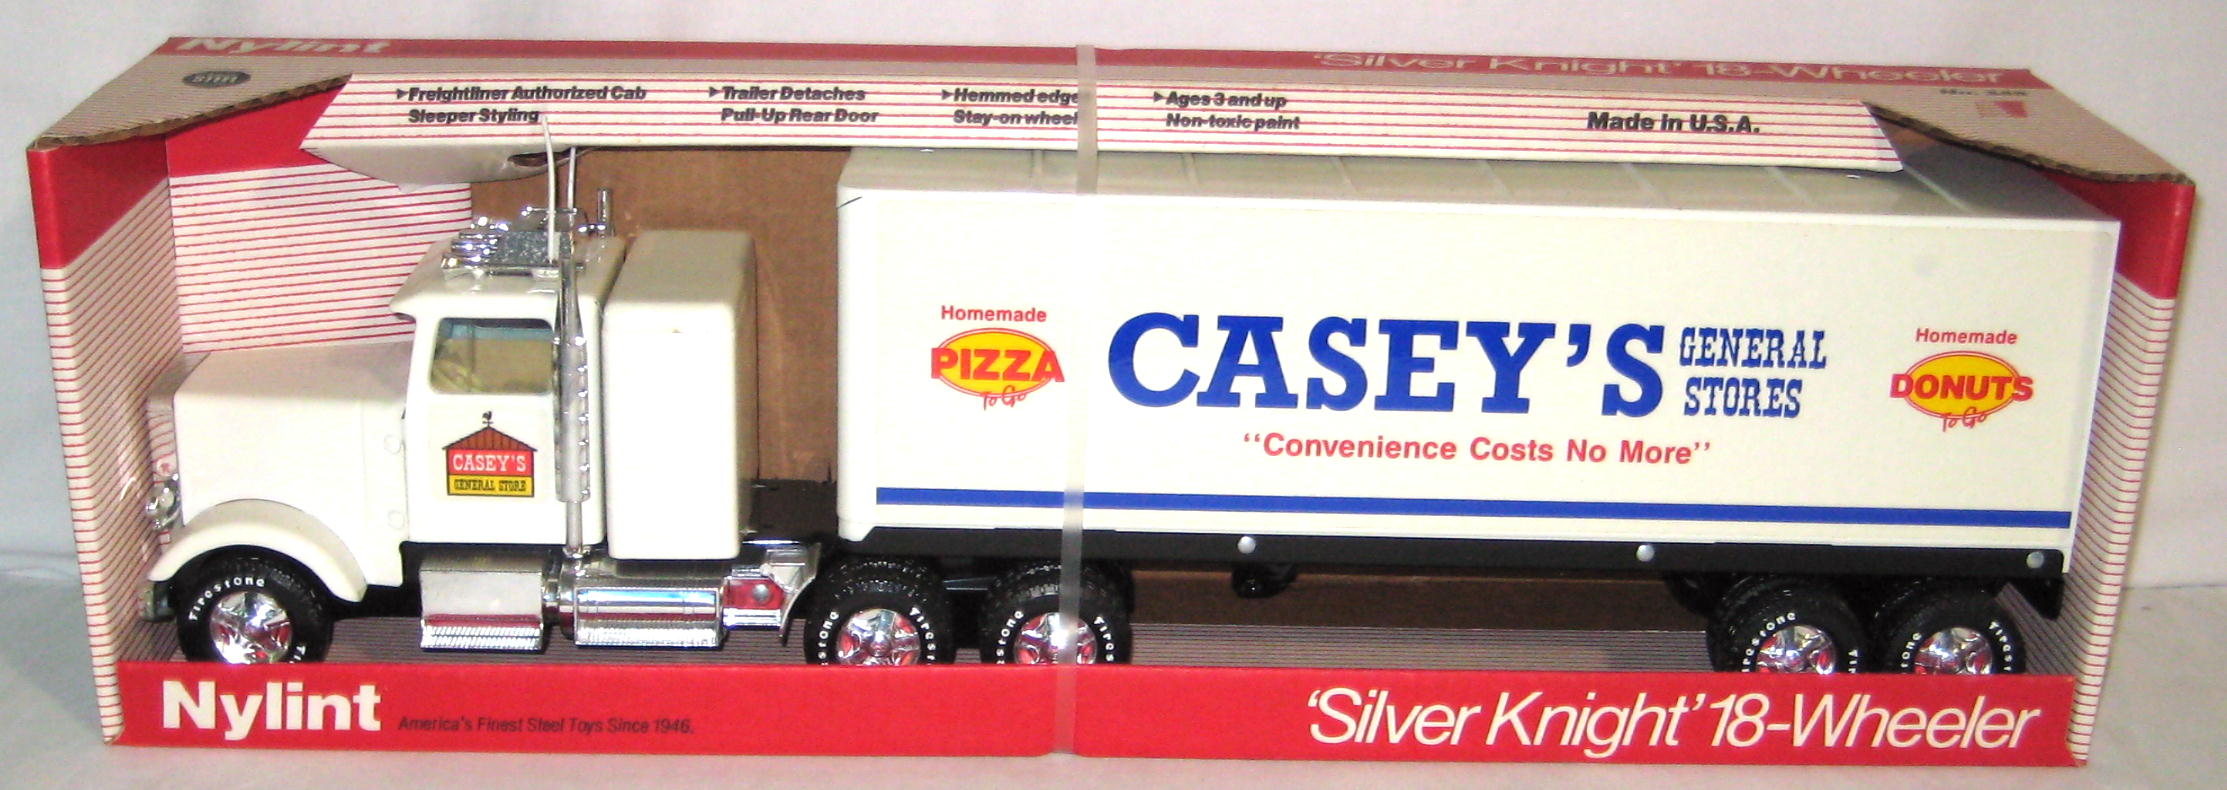 Nylint
'Silver Knight' 18-Wheeler
▸Freightliner Authorized Cab
Sleeper Styling
▸Trailer Detaches
Pull-Up Rear Door
▸Hemmed edge
Stay-on wheel
▸Ages 3 and up
Non-toxic paint
Made in U.S.A.
Homemade
PIZZA
To Go
CASEY'S GENERAL
STORES
"Convenience Costs No More"
Homemade
DONUTS
To Go
CASEY'S
GENERAL STORE
Firestone
Nylint America's Finest Steel Toys Since 1946.
'Silver Knight' 18-Wheeler